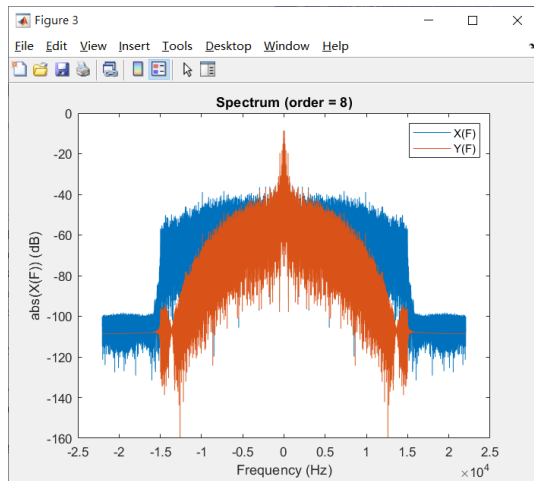 Figure 3
File Edit View Insert Tools Desktop Window Help
Spectrum (order = 8)
X(F)
Y(F)
abs(X(F)) (dB)
0
-20
-40
-60
-80
-100
-120
-140
-160
-2.5 -2 -1.5 -1 -0.5 0 0.5 1 1.5 2 2.5
Frequency (Hz)
×10⁴